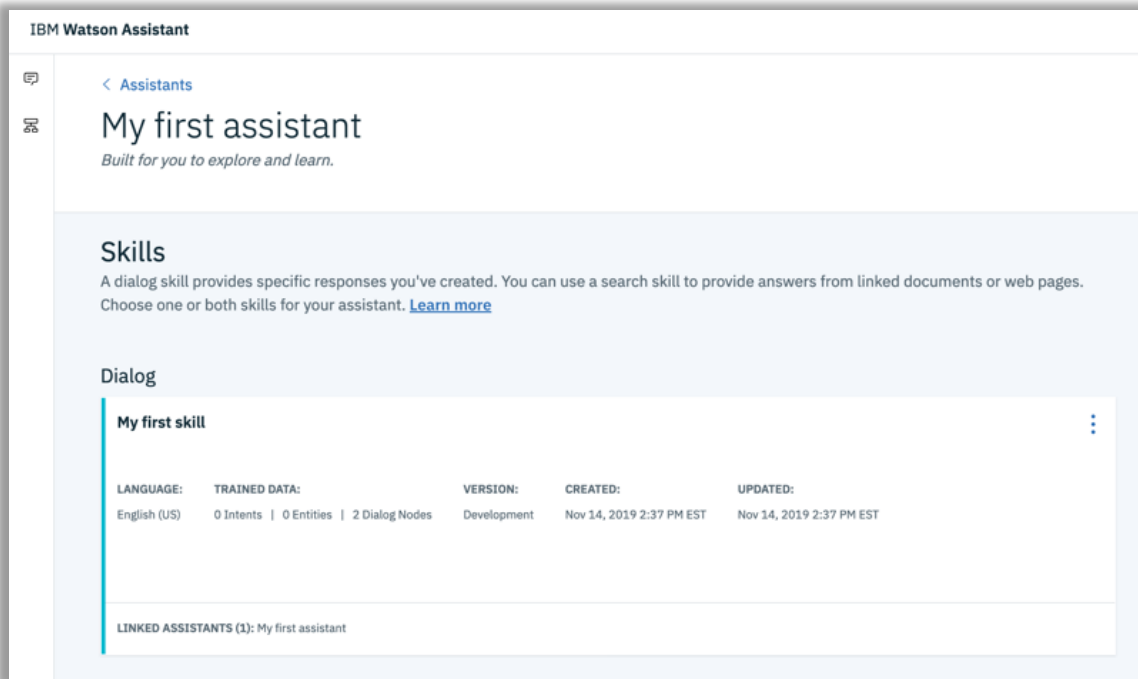 IBM Watson Assistant
< Assistants
My first assistant
Built for you to explore and learn.
Skills
A dialog skill provides specific responses you've created. You can use a search skill to provide answers from linked documents or web pages.
Choose one or both skills for your assistant. Learn more
Dialog
My first skill
LANGUAGE: TRAINED DATA: VERSION: CREATED: UPDATED:
English (US) 0 Intents | 0 Entities | 2 Dialog Nodes Development Nov 14, 2019 2:37 PM EST Nov 14, 2019 2:37 PM EST
LINKED ASSISTANTS (1): My first assistant